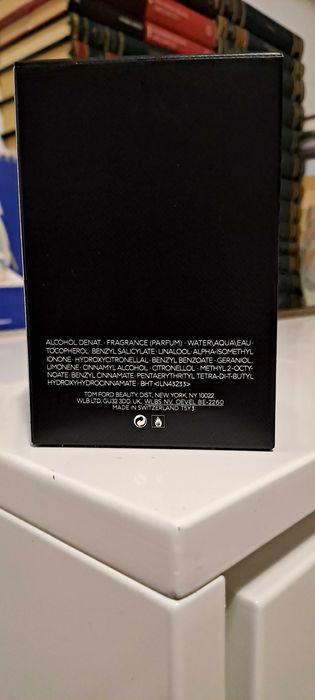 ALCOHOL DENAT. · FRAGRANCE (PARFUM) · WATER\AQUA\EAU ·
TOCOPHEROL · BENZYL SALICYLATE · LINALOOL · ALPHA-ISOMETHYL
IONONE · HYDROXYCITRONELLAL · BENZYL BENZOATE · GERANIOL ·
LIMONENE · CINNAMYL ALCOHOL · CITRONELLOL · METHYL 2-OCTY-
NOATE · BENZYL CINNAMATE · PENTAERYTHRITYL TETRA-DI-T-BUTYL
HYDROXYHYDROCINNAMATE · BHT <ILN43233>
TOM FORD BEAUTY, DIST. NEW YORK, NY 10022
WLB LTD, GU32 3DD, UK. WLBS NV, OEVEL BE-2260
MADE IN SWITZERLAND TSY3